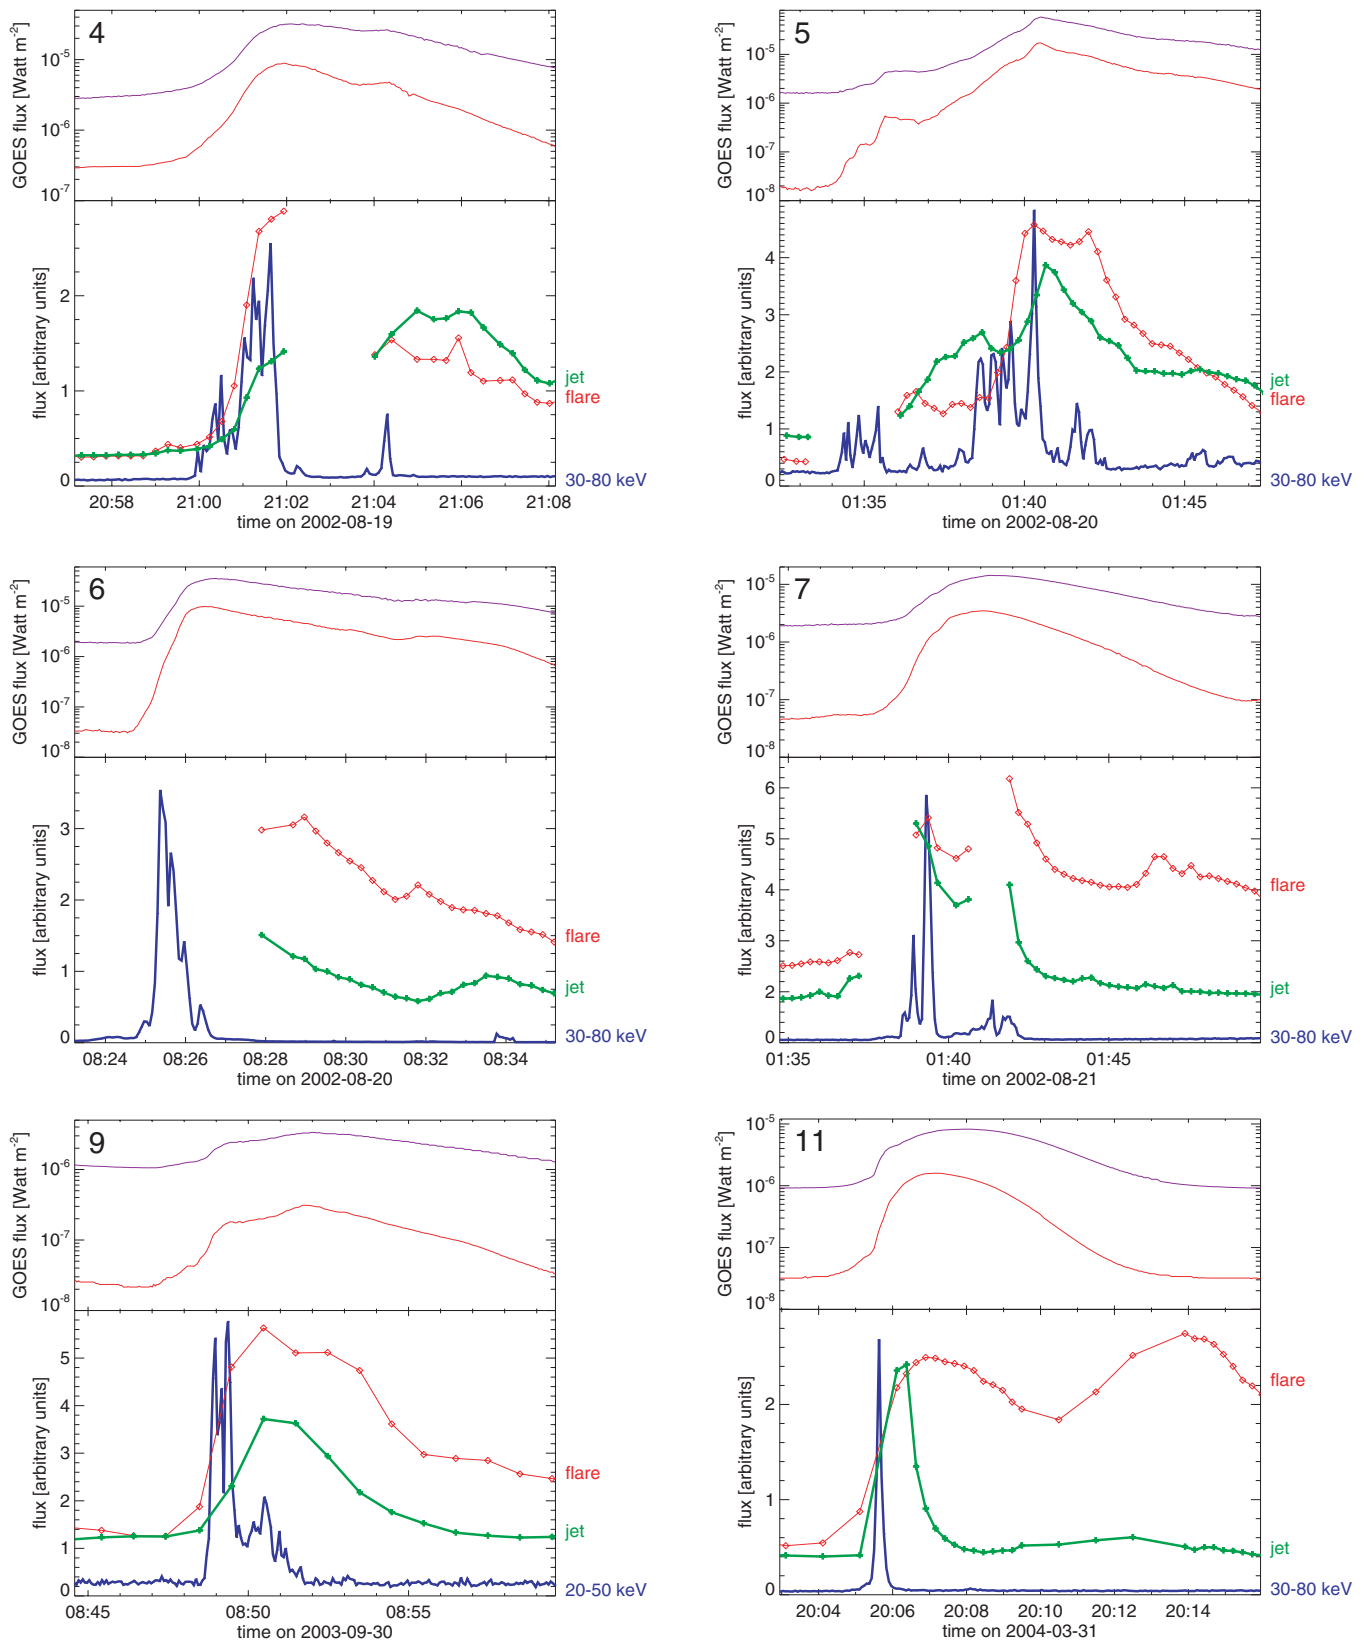 4
GOES flux [Watt m-2]
10-5
10-6
10-7
flux [arbitrary units]
2
1
0
jet
flare
30-80 keV
20:58 21:00 21:02 21:04 21:06 21:08
time on 2002-08-19
5
GOES flux [Watt m-2]
10-5
10-6
10-7
10-8
flux [arbitrary units]
4
3
2
1
0
jet
flare
30-80 keV
01:35 01:40 01:45
time on 2002-08-20
6
GOES flux [Watt m-2]
10-5
10-6
10-7
10-8
flux [arbitrary units]
3
2
1
0
flare
jet
30-80 keV
08:24 08:26 08:28 08:30 08:32 08:34
time on 2002-08-20
7
GOES flux [Watt m-2]
10-5
10-6
10-7
10-8
flux [arbitrary units]
6
5
4
3
2
1
flare
jet
30-80 keV
01:35 01:40 01:45
time on 2002-08-21
9
GOES flux [Watt m-2]
10-6
10-7
10-8
flux [arbitrary units]
5
4
3
2
1
0
flare
jet
20-50 keV
08:45 08:50 08:55
time on 2003-09-30
11
GOES flux [Watt m-2]
10-5
10-6
10-7
10-8
flux [arbitrary units]
2
1
0
flare
jet
30-80 keV
20:04 20:06 20:08 20:10 20:12 20:14
time on 2004-03-31